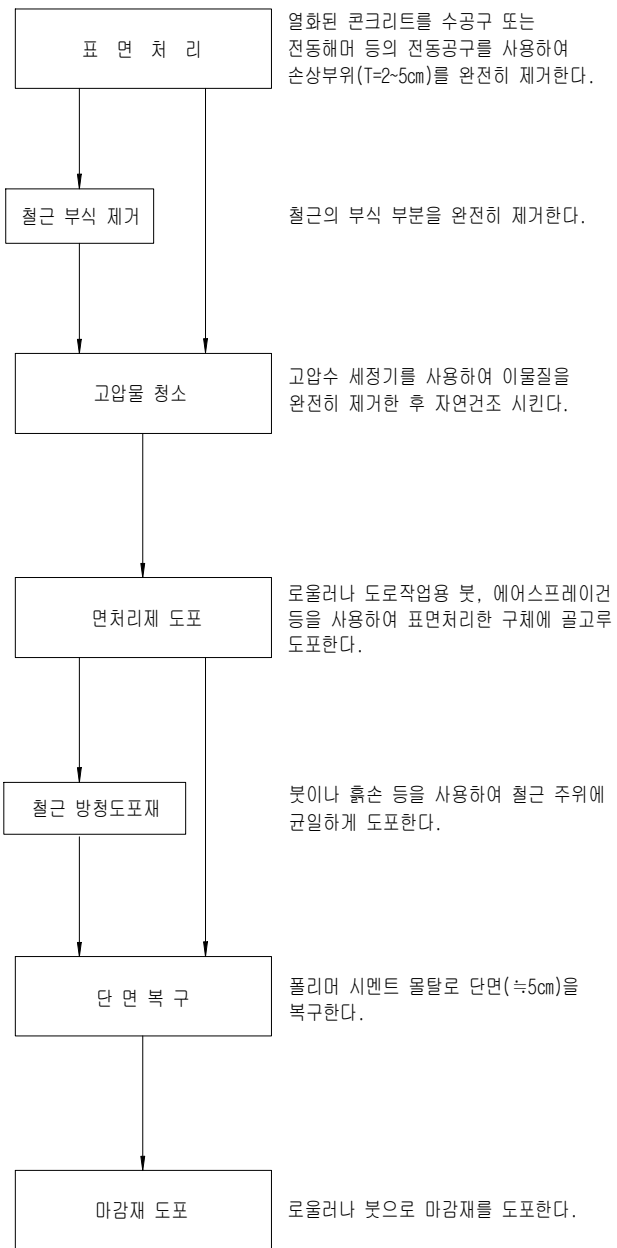 표 면 처 리
열화된 콘크리트를 수공구 또는
전동해머 등의 전동공구를 사용하여
손상부위(T=2~5㎝)를 완전히 제거한다.
철근 부식 제거
철근의 부식 부분을 완전히 제거한다.
고압물 청소
고압수 세정기를 사용하여 이물질을
완전히 제거한 후 자연건조 시킨다.
면처리제 도포
로울러나 도로작업용 붓, 에어스프레이건
등을 사용하여 표면처리한 구체에 골고루
도포한다.
철근 방청도포재
붓이나 흙손 등을 사용하여 철근 주위에
균일하게 도포한다.
단 면 복 구
폴리머 시멘트 몰탈로 단면(≒5㎝)을
복구한다.
마감재 도포
로울러나 붓으로 마감재를 도포한다.